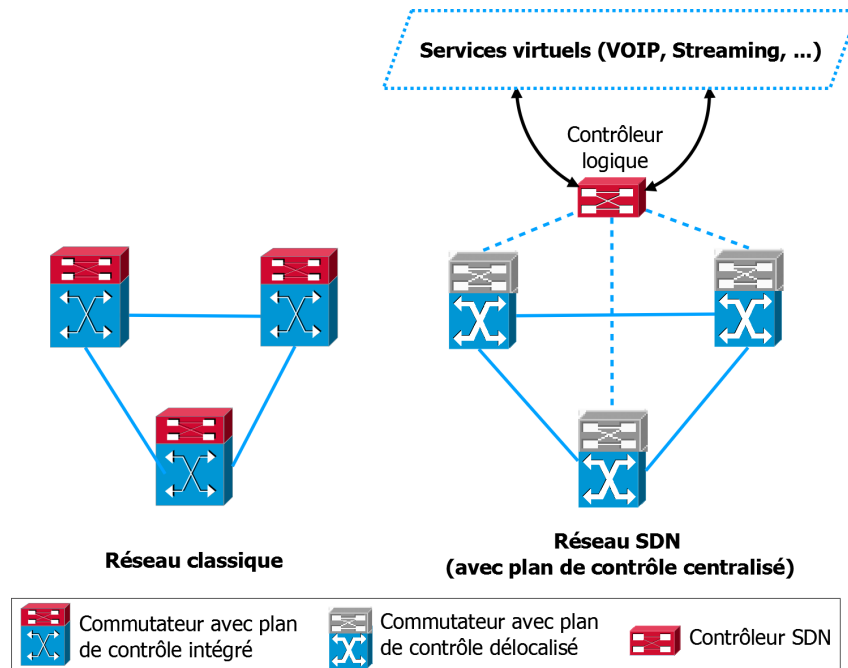 Services virtuels (VOIP, Streaming, ...)
Contrôleur
logique
Réseau classique
Réseau SDN
(avec plan de contrôle centralisé)
Commutateur avec plan
de contrôle intégré
Commutateur avec plan
de contrôle délocalisé
Contrôleur SDN